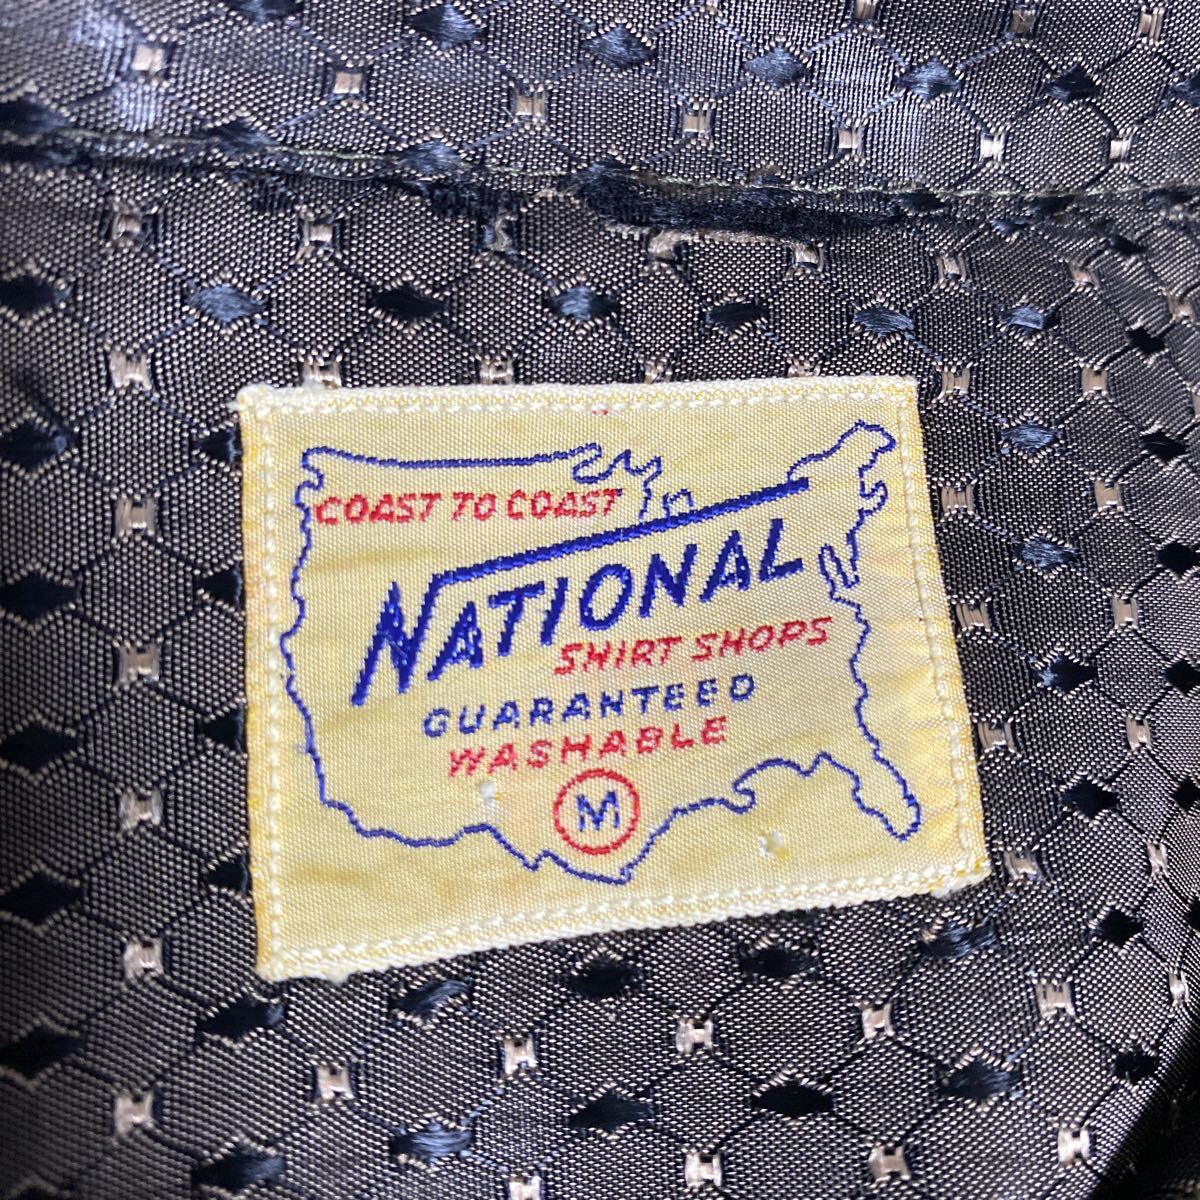 COAST TO COAST
NATIONAL
SHIRT SHOPS
GUARANTEED
WASHABLE
M